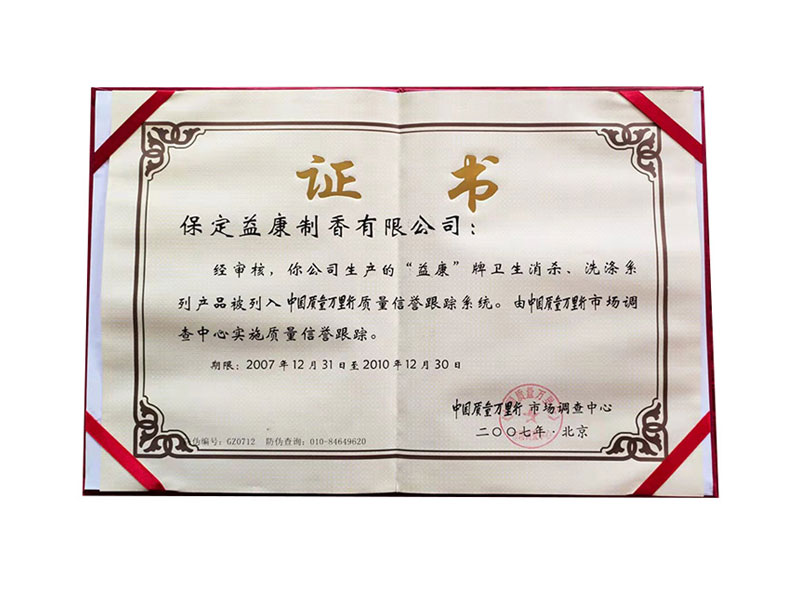 证 书
保定益康制香有限公司：
经审核，你公司生产的“益康”牌卫生消杀、洗涤系
列产品被列入中国质量万里行质量信誉跟踪系统。由中国质量万里行市场调
查中心实施质量信誉跟踪。
期限：2007年12月31日至2010年12月30日
中国质量万里行 市场调查中心
二〇〇七年·北京
伪编号：GZ0712 防伪查询：010-84649620